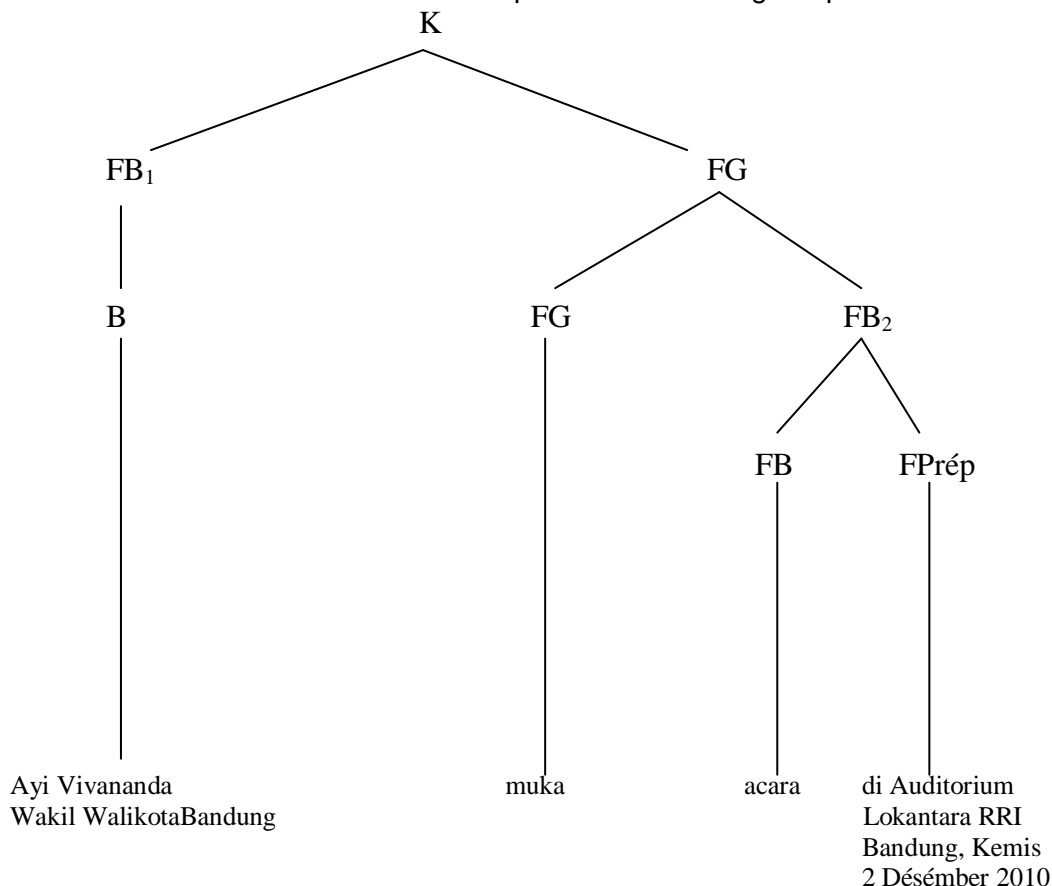 K
FB₁ FG
B FG FB₂
FB FPrép
Ayi Vivananda muka acara di Auditorium
Wakil WalikotaBandung Lokantara RRI
Bandung, Kemis
2 Désémber 2010